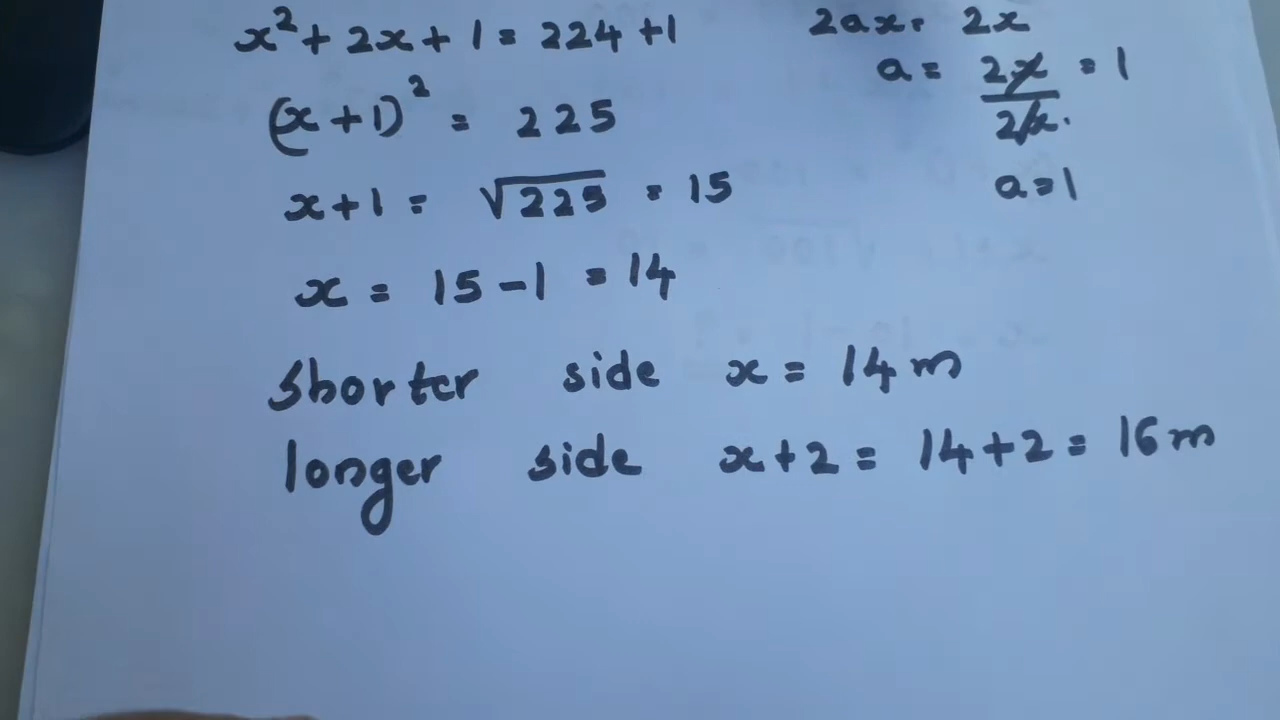 x² + 2x + 1 = 224 + 1
(x + 1)² = 225
x + 1 = √225 = 15
x = 15 - 1 = 14
Shorter side x = 14 m
longer side x + 2 = 14 + 2 = 16 m
2ax = 2x
a = 2x/2x = 1
a = 1